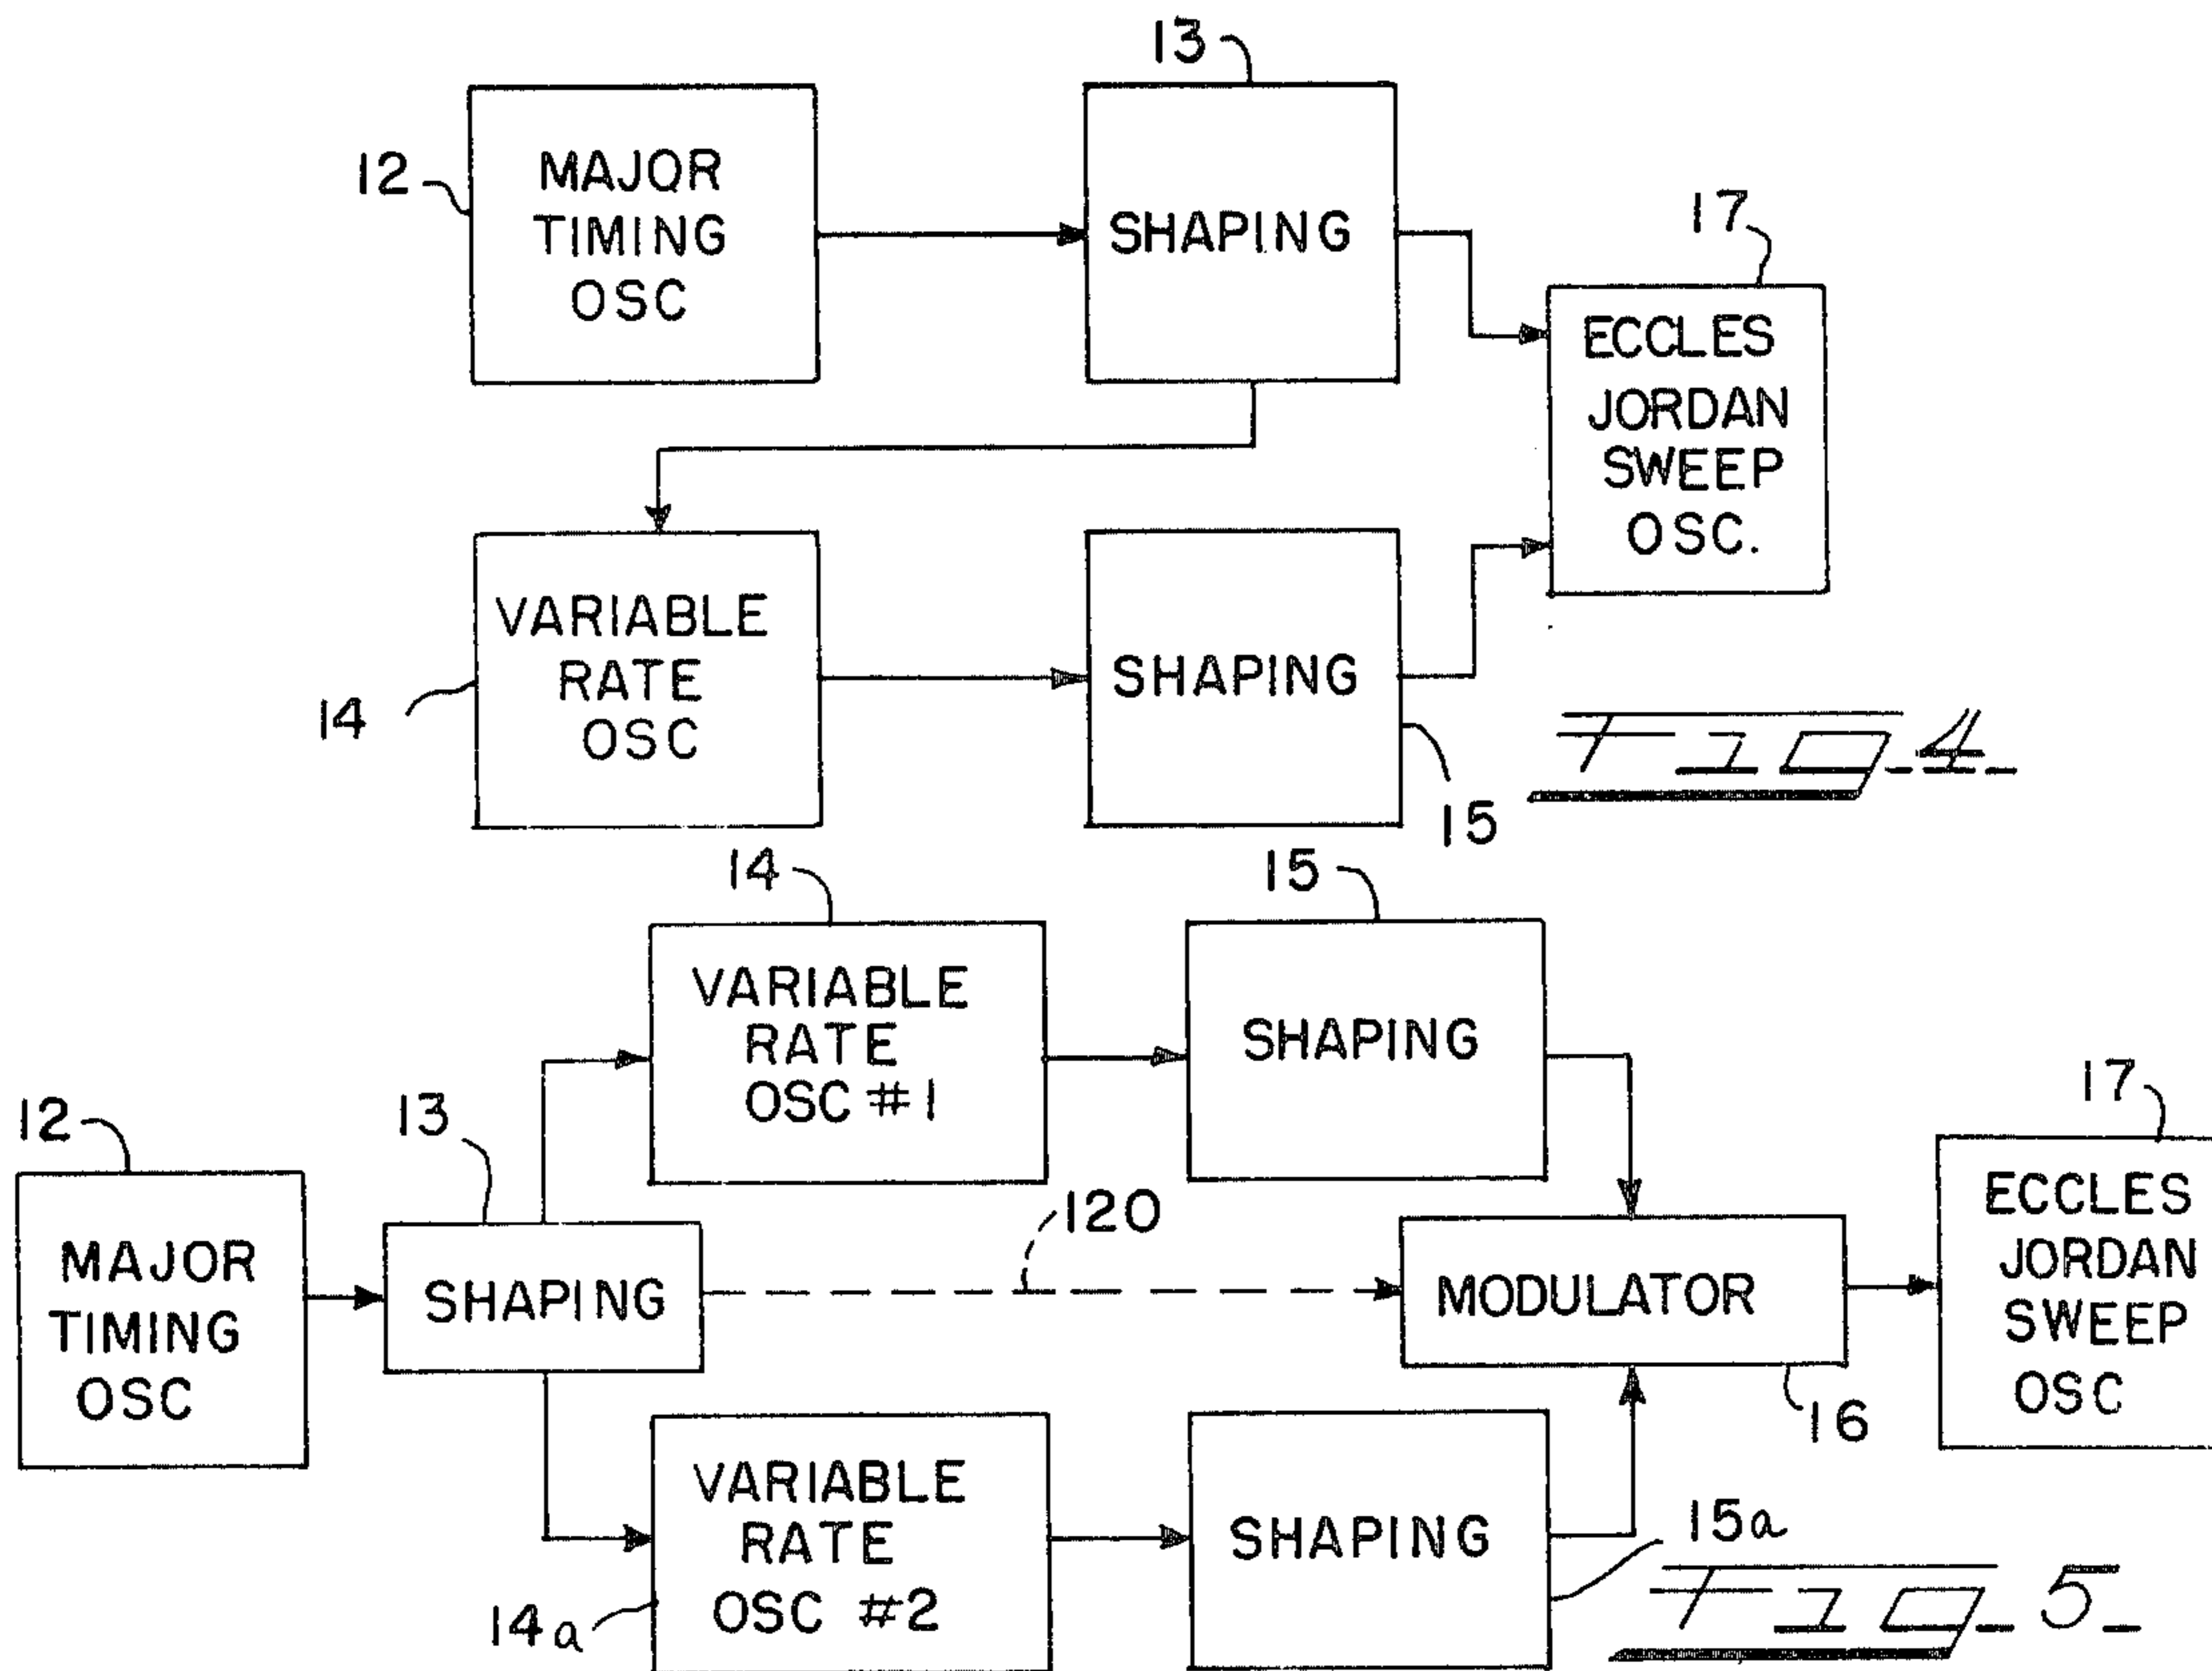 13
12
MAJOR
TIMING
OSC
SHAPING
17
ECCLES
JORDAN
SWEEP
OSC.
VARIABLE
RATE
OSC
14
SHAPING
15
Fig. 4.
14
15
VARIABLE
RATE
OSC #1
SHAPING
12
13
17
MAJOR
TIMING
OSC
SHAPING
120
MODULATOR
16
ECCLES
JORDAN
SWEEP
OSC
VARIABLE
RATE
OSC #2
14a
SHAPING
15a
Fig. 5.